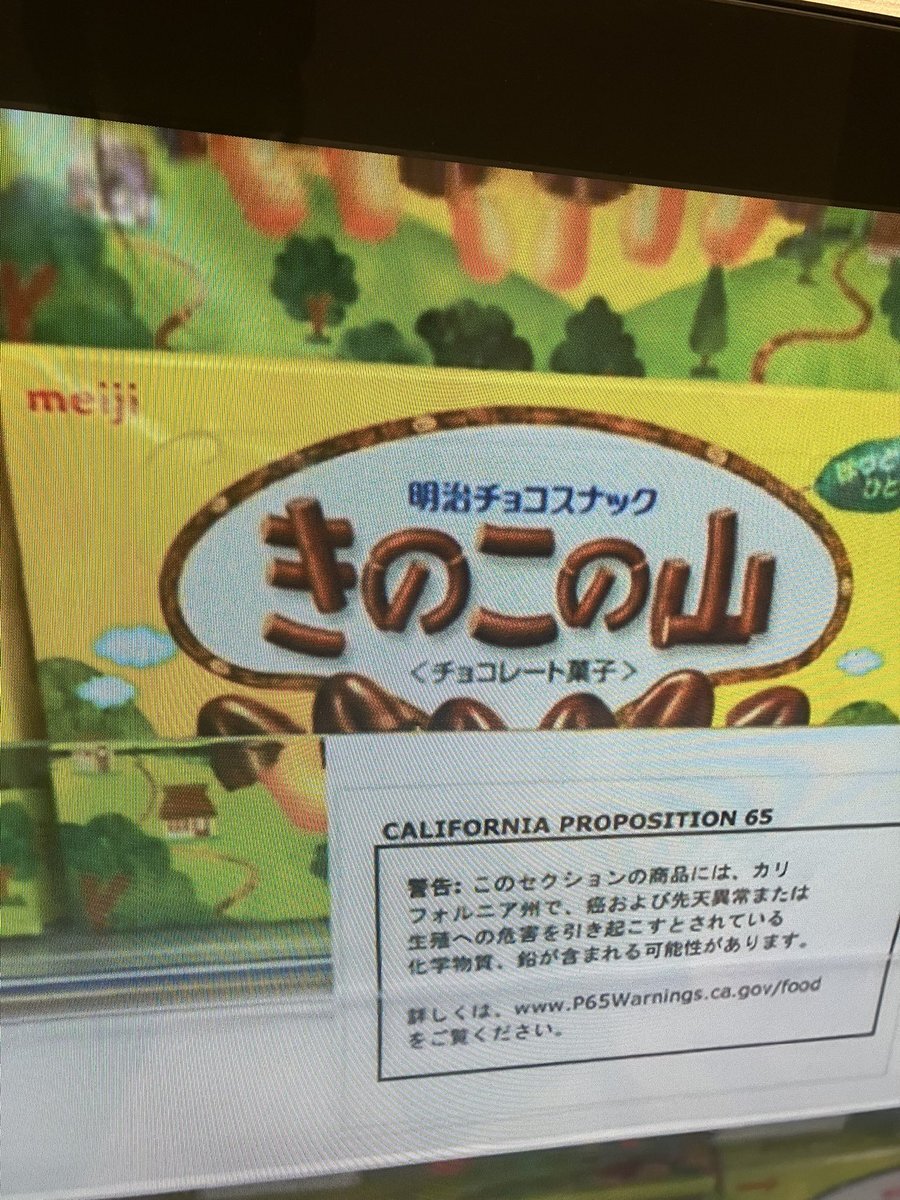 meiji
明治チョコスナック
きのこの山
<チョコレート菓子>
ひと
CALIFORNIA PROPOSITION 65
警告: このセクションの商品には、カリ
フォルニア州で、癌および先天異常または
生殖への危害を引き起こすとされている
化学物質、鉛が含まれる可能性があります。
詳しくは、www.P65Warnings.ca.gov/food
をご覧ください。